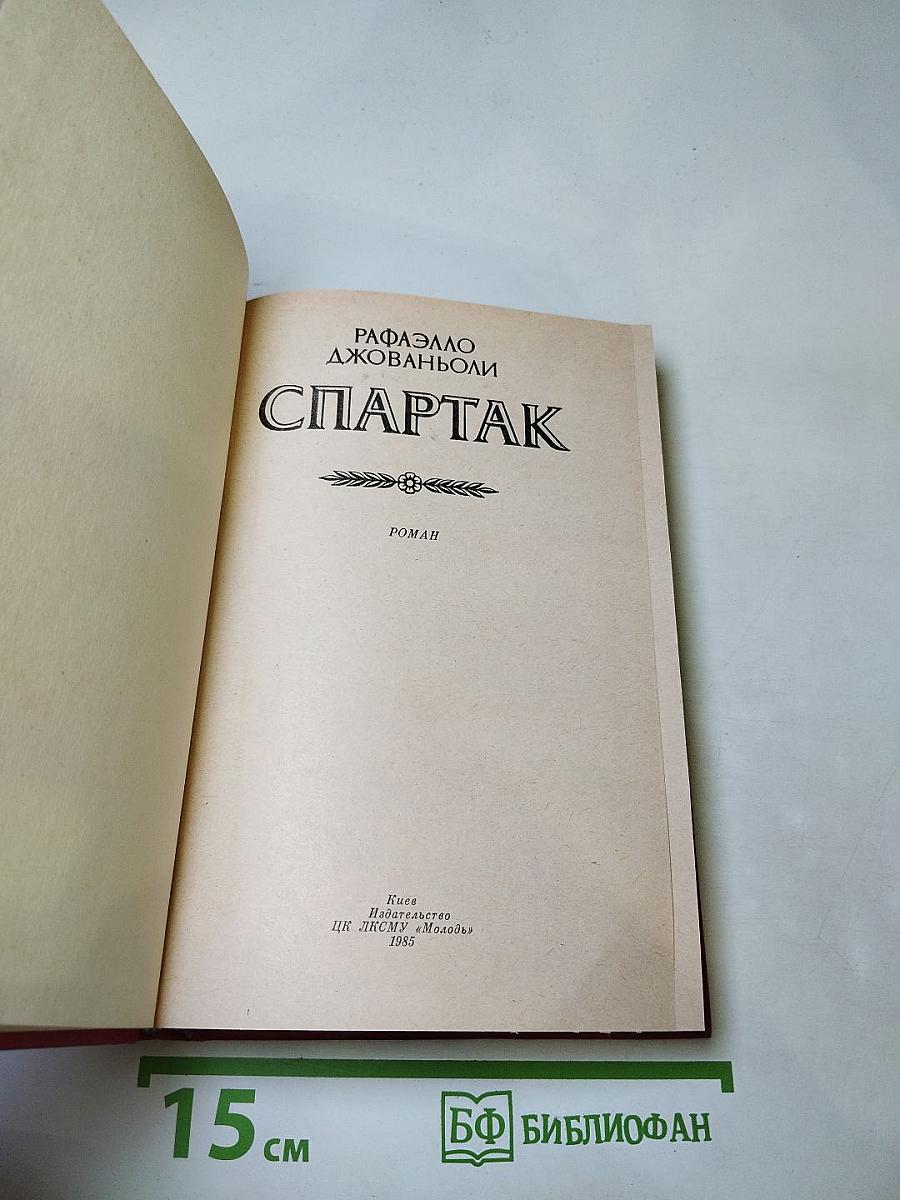 РАФАЭЛЛО
ДЖОВАНЬОЛИ
СПАРТАК
РОМАН
Киев
Издательство
ЦК ЛКСМУ «Молодь»
1985
15 см
БФ БИБЛИОФАН